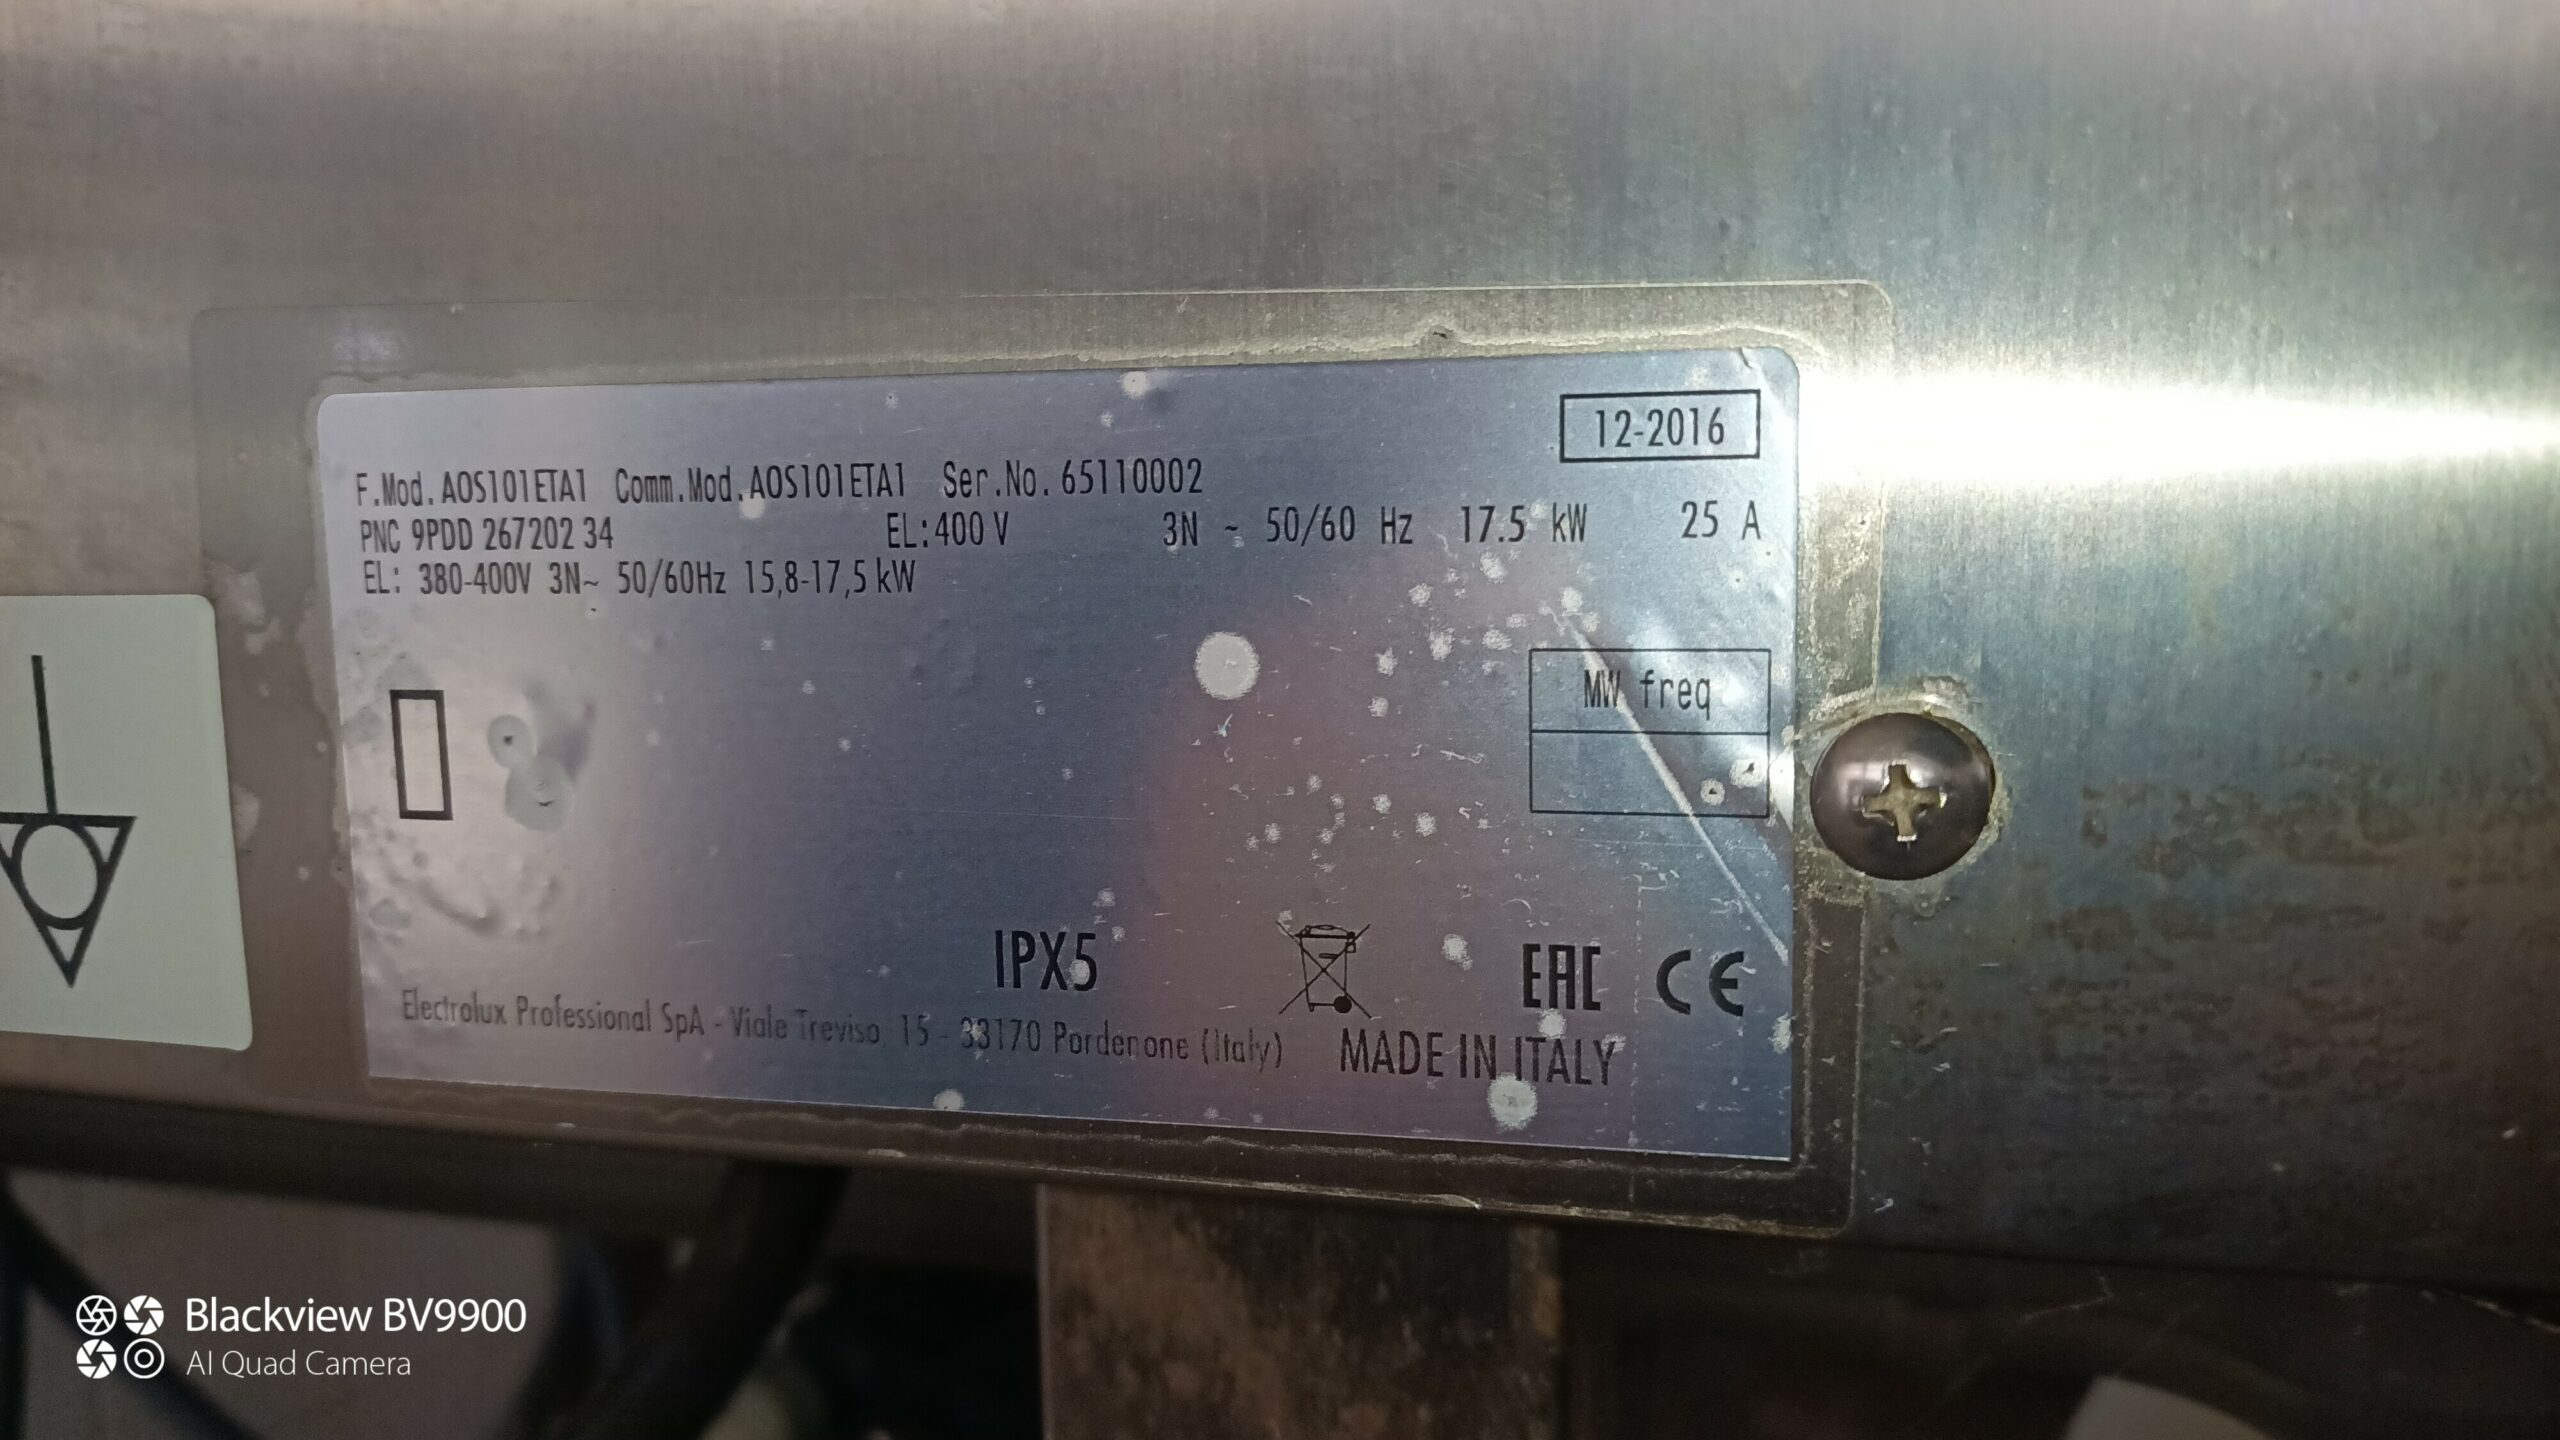 12-2016
F.Mod. AOS101ETA1 Comm.Mod. AOS101ETA1 Ser.No. 65110002
PNC 9PDD 267202 34 EL: 400 V 3N ~ 50/60 Hz 17.5 kW 25 A
EL: 380-400V 3N~ 50/60Hz 15,8-17,5 kW
MW freq
IPX5
EAC CE
Electrolux Professional SpA - Viale Treviso, 15 - 33170 Pordenone (Italy) MADE IN ITALY
Blackview BV9900
AI Quad Camera